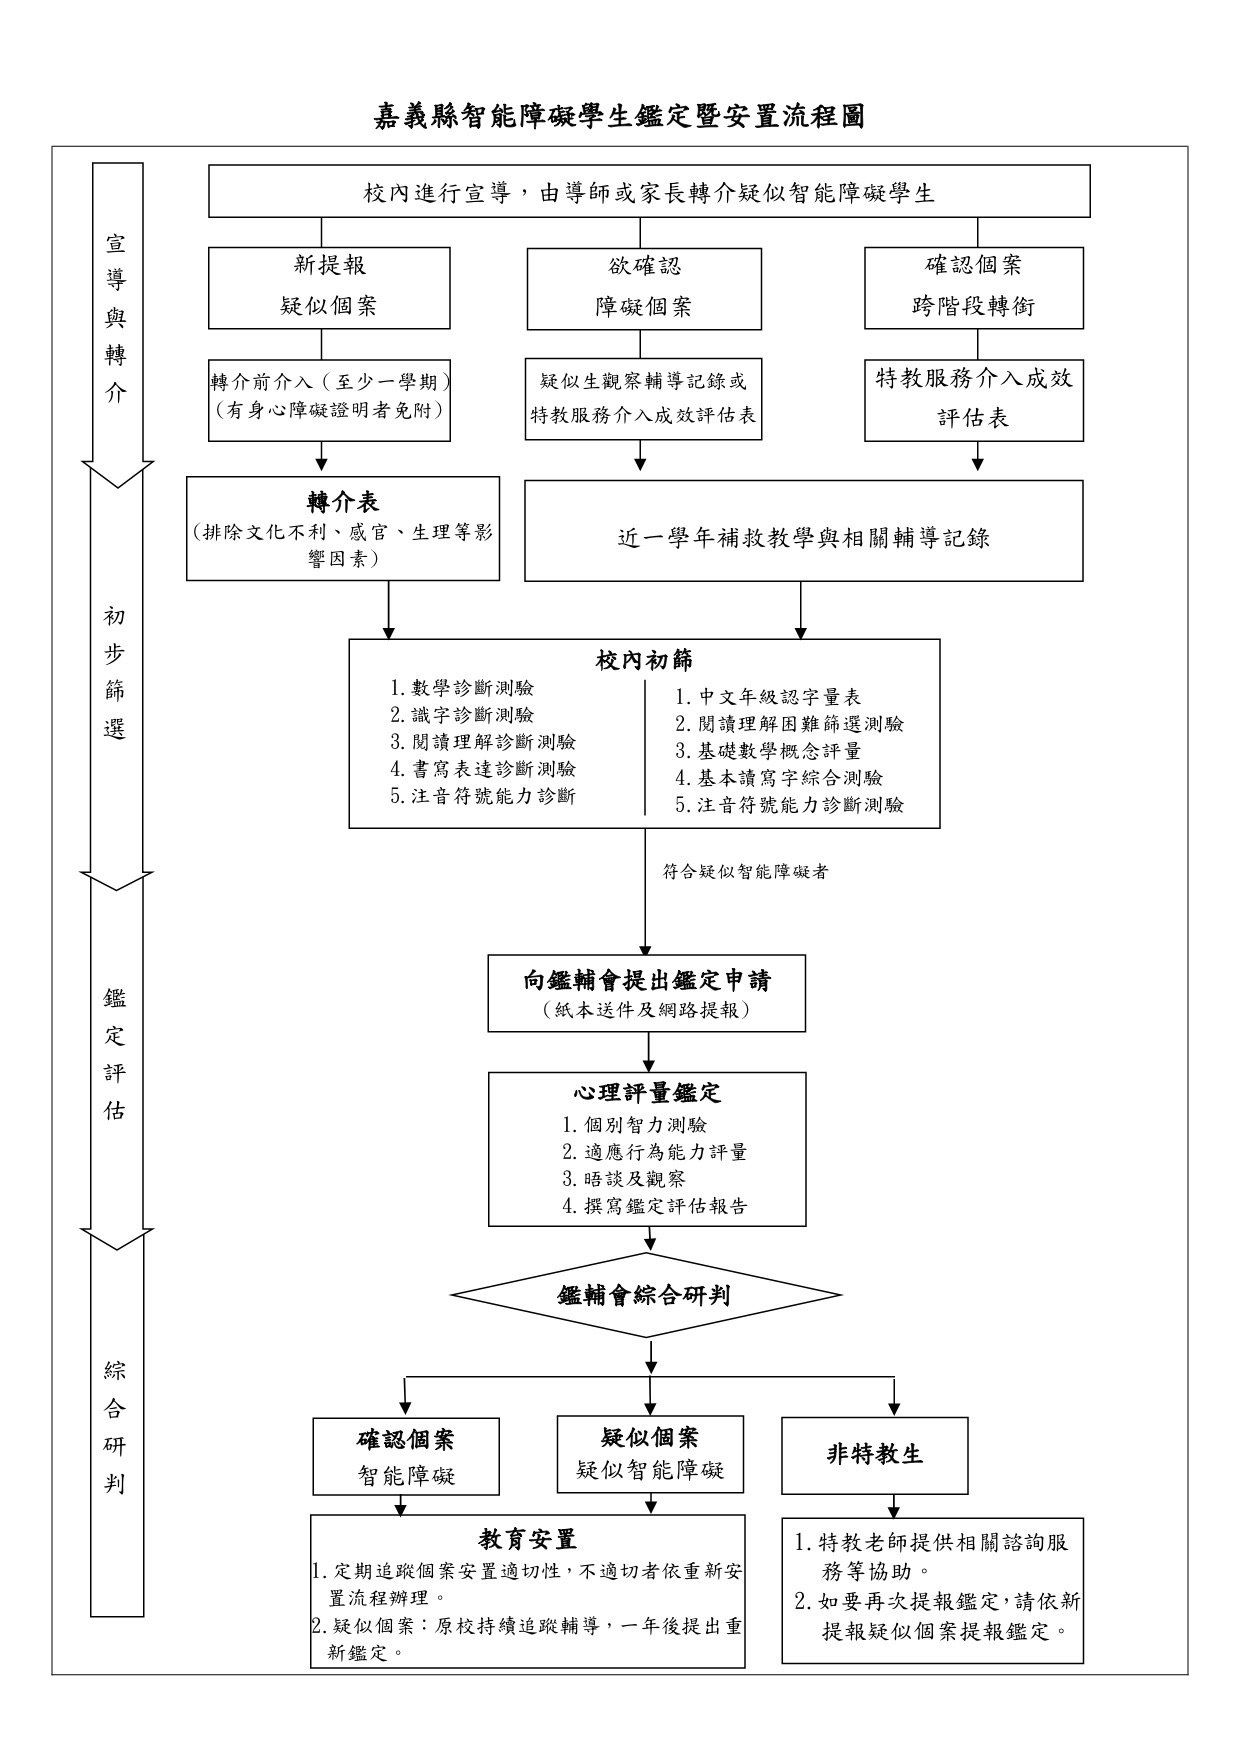 嘉義縣智能障礙學生鑑定暨安置流程圖
宣導與轉介
校內進行宣導，由導師或家長轉介疑似智能障礙學生
新提報
疑似個案
欲確認
障礙個案
確認個案
跨階段轉銜
轉介前介入（至少一學期）
（有身心障礙證明者免附）
疑似生觀察輔導記錄或
特教服務介入成效評估表
特教服務介入成效
評估表
初步篩選
轉介表
（排除文化不利、感官、生理等影
響因素）
近一學年補救教學與相關輔導記錄
校內初篩
1.數學診斷測驗
2.識字診斷測驗
3.閱讀理解診斷測驗
4.書寫表達診斷測驗
5.注音符號能力診斷
1.中文年級認字量表
2.閱讀理解困難篩選測驗
3.基礎數學概念評量
4.基本讀寫字綜合測驗
5.注音符號能力診斷測驗
符合疑似智能障礙者
鑑定評估
向鑑輔會提出鑑定申請
（紙本送件及網路提報）
心理評量鑑定
1.個別智力測驗
2.適應行為能力評量
3.晤談及觀察
4.撰寫鑑定評估報告
綜合研判
鑑輔會綜合研判
確認個案
智能障礙
疑似個案
疑似智能障礙
非特教生
教育安置
1.定期追蹤個案安置適切性，不適切者依重新安
置流程辦理。
2.疑似個案：原校持續追蹤輔導，一年後提出重
新鑑定。
1.特教老師提供相關諮詢服
務等協助。
2.如要再次提報鑑定，請依新
提報疑似個案提報鑑定。